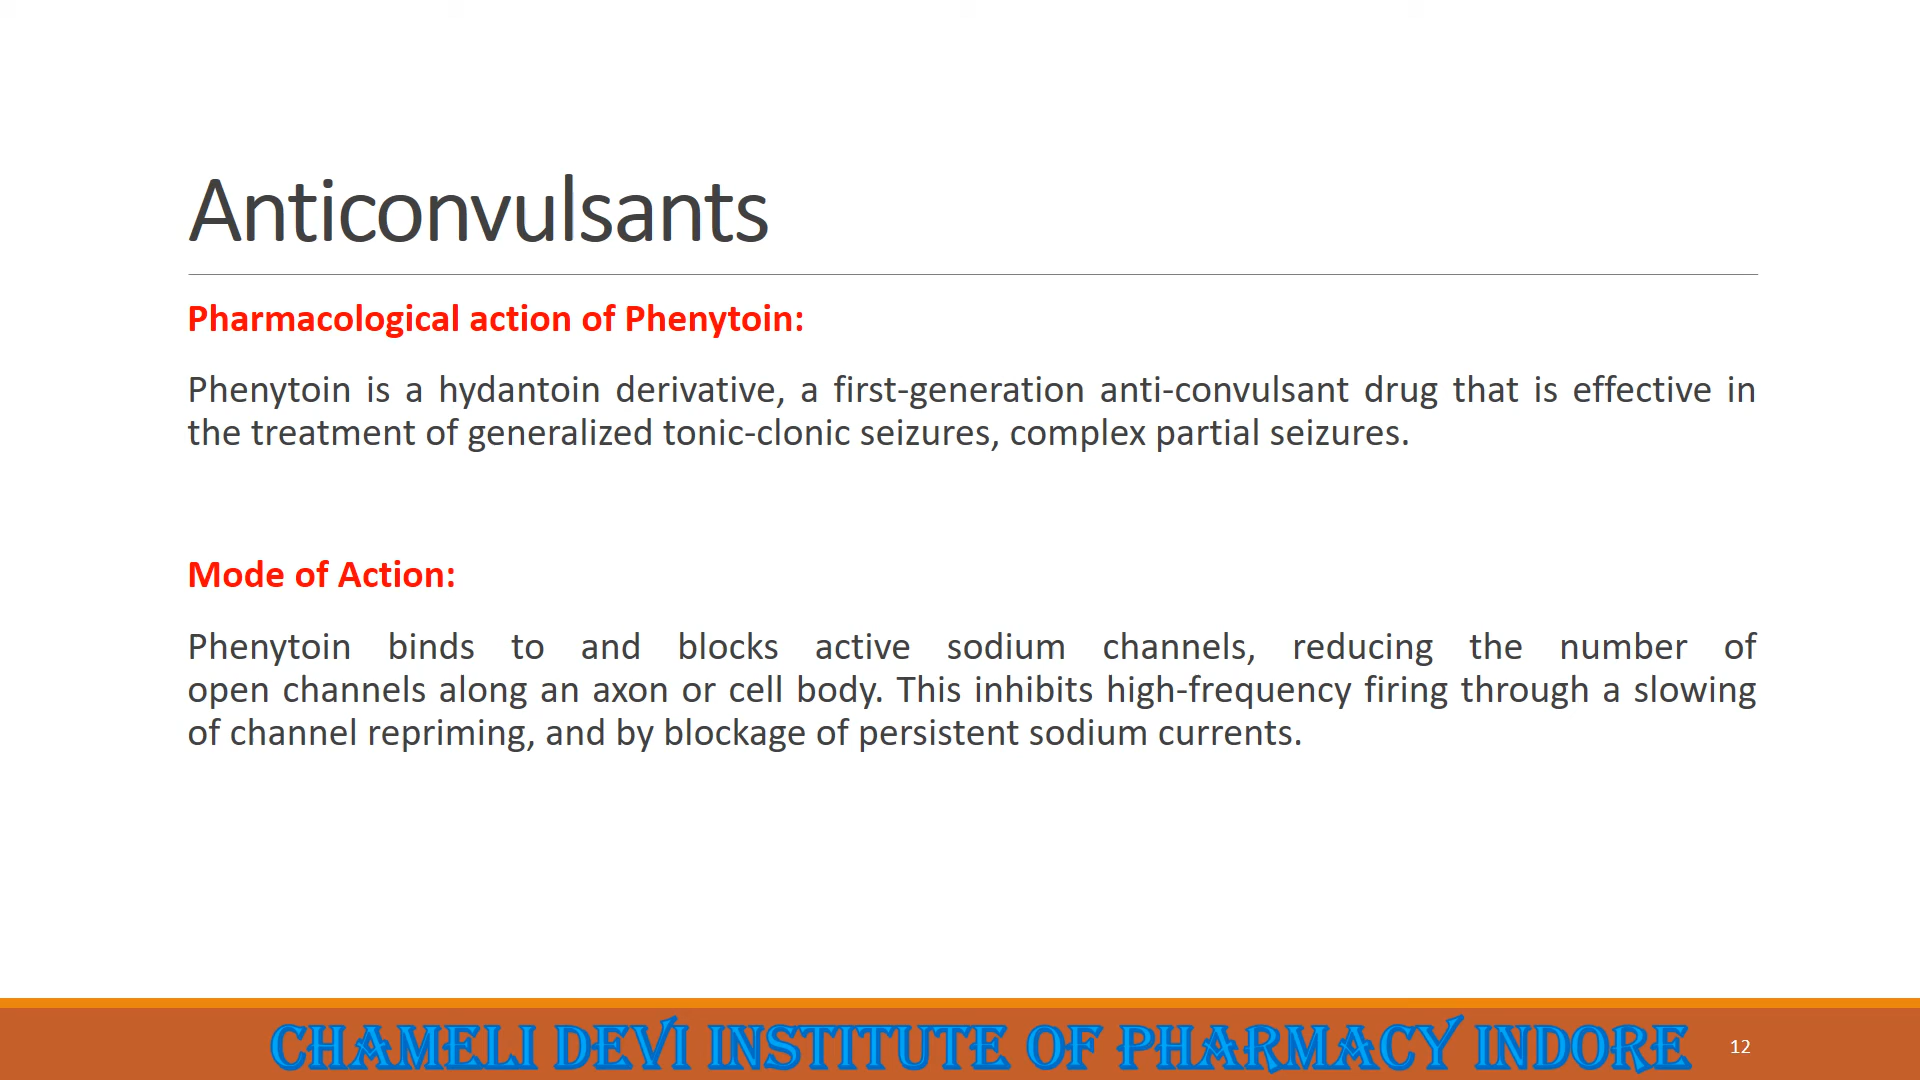 Anticonvulsants
Pharmacological action of Phenytoin:
Phenytoin is a hydantoin derivative, a first-generation anti-convulsant drug that is effective in
the treatment of generalized tonic-clonic seizures, complex partial seizures.
Mode of Action:
Phenytoin binds to and blocks active sodium channels, reducing the number of
open channels along an axon or cell body. This inhibits high-frequency firing through a slowing
of channel repriming, and by blockage of persistent sodium currents.
CHAMELI DEVI INSTITUTE OF PHARMACY INDORE
12